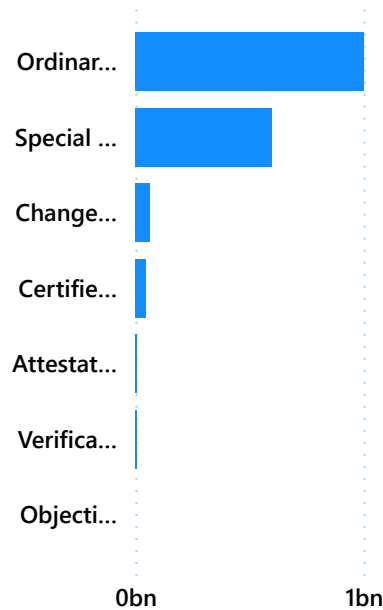 Ordinar...
Special ...
Change...
Certifie...
Attestat...
Verifica...
Objecti...
0bn 1bn